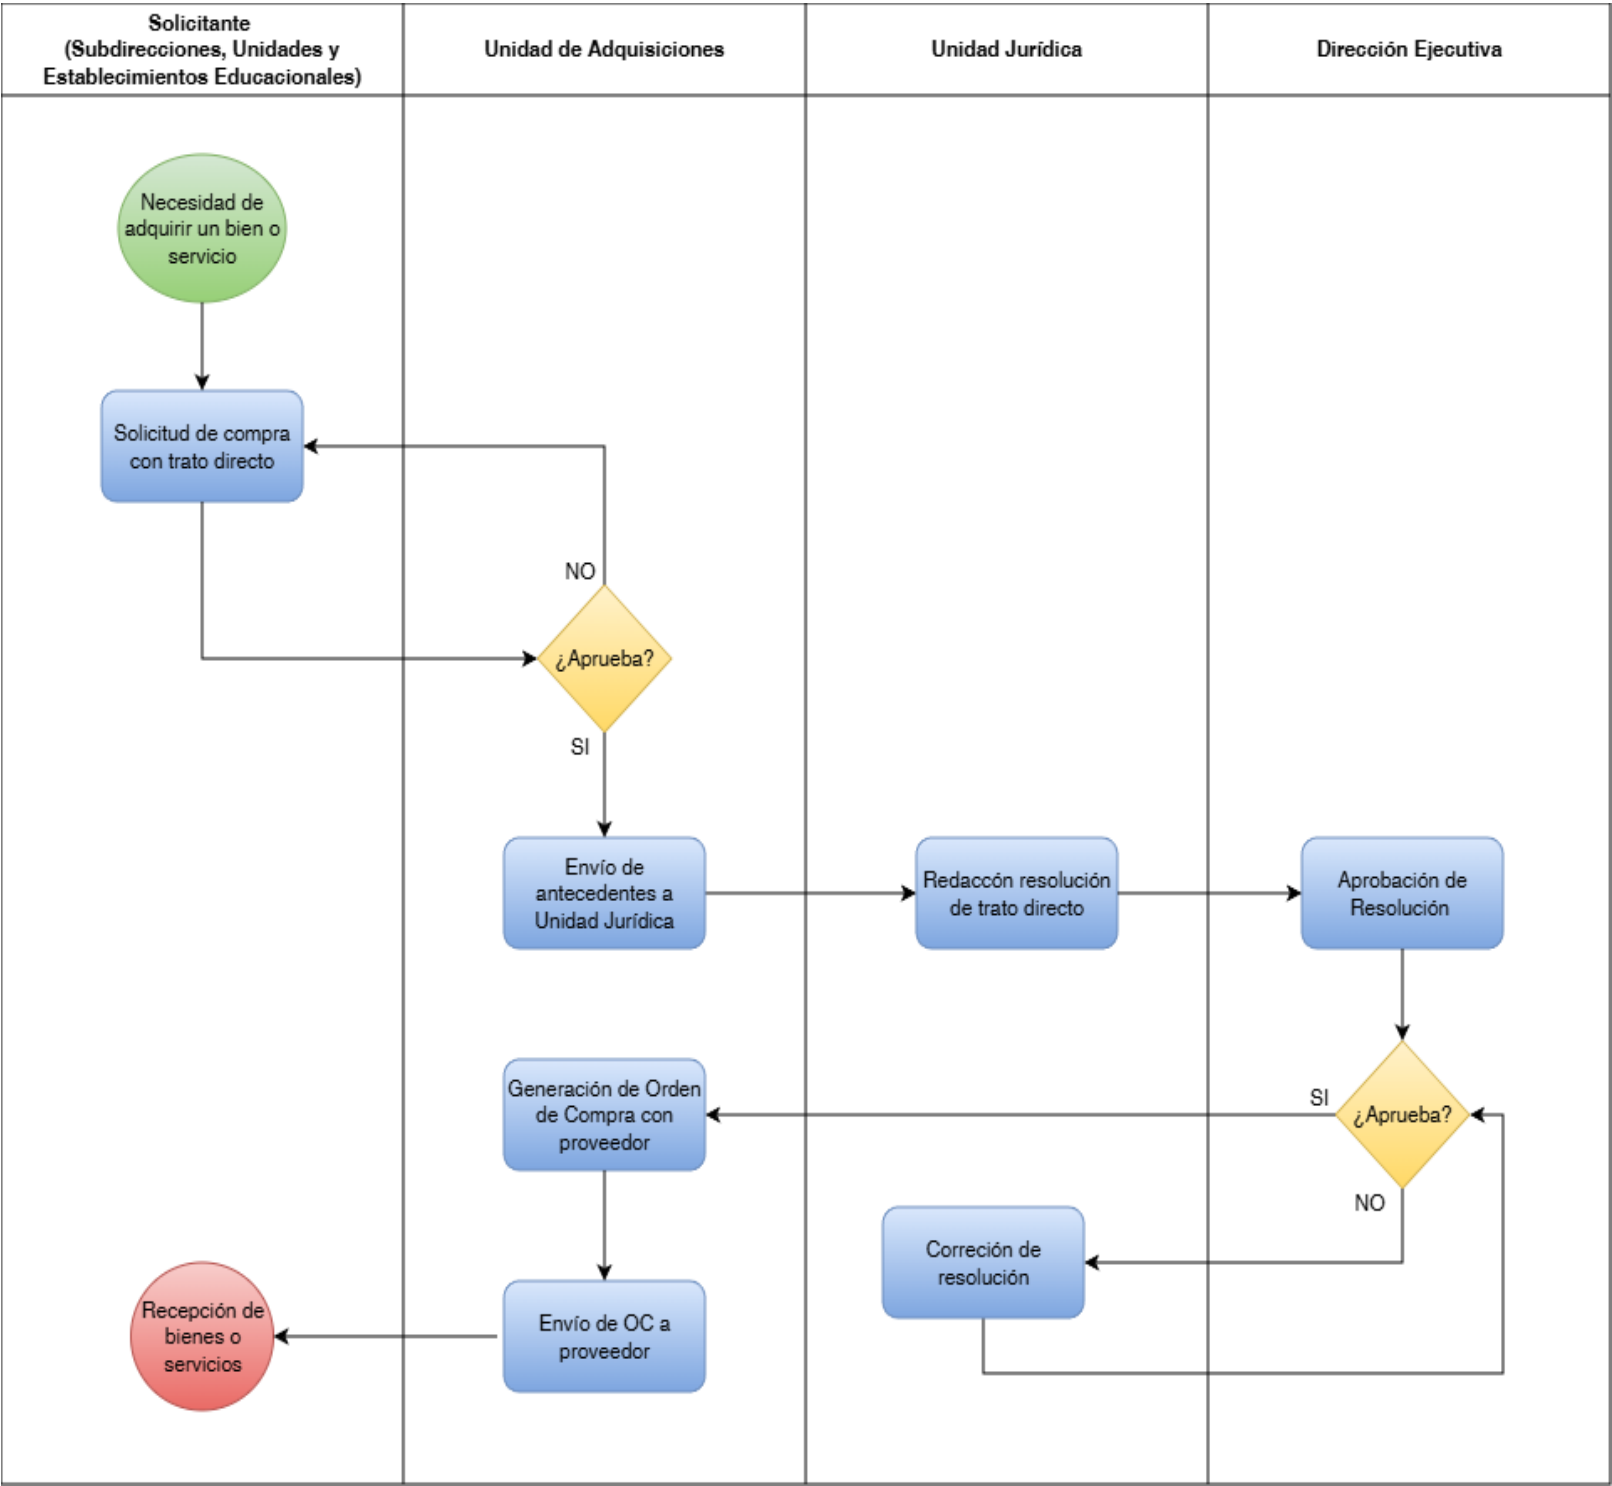 Solicitante
(Subdirecciones, Unidades y
Establecimientos Educacionales)
Unidad de Adquisiciones
Unidad Jurídica
Dirección Ejecutiva
Necesidad de
adquirir un bien o
servicio
Solicitud de compra
con trato directo
NO
¿Aprueba?
SI
Envío de
antecedentes a
Unidad Jurídica
Redaccón resolución
de trato directo
Aprobación de
Resolución
Generación de Orden
de Compra con
proveedor
SI
¿Aprueba?
NO
Correción de
resolución
Envío de OC a
proveedor
Recepción de
bienes o
servicios